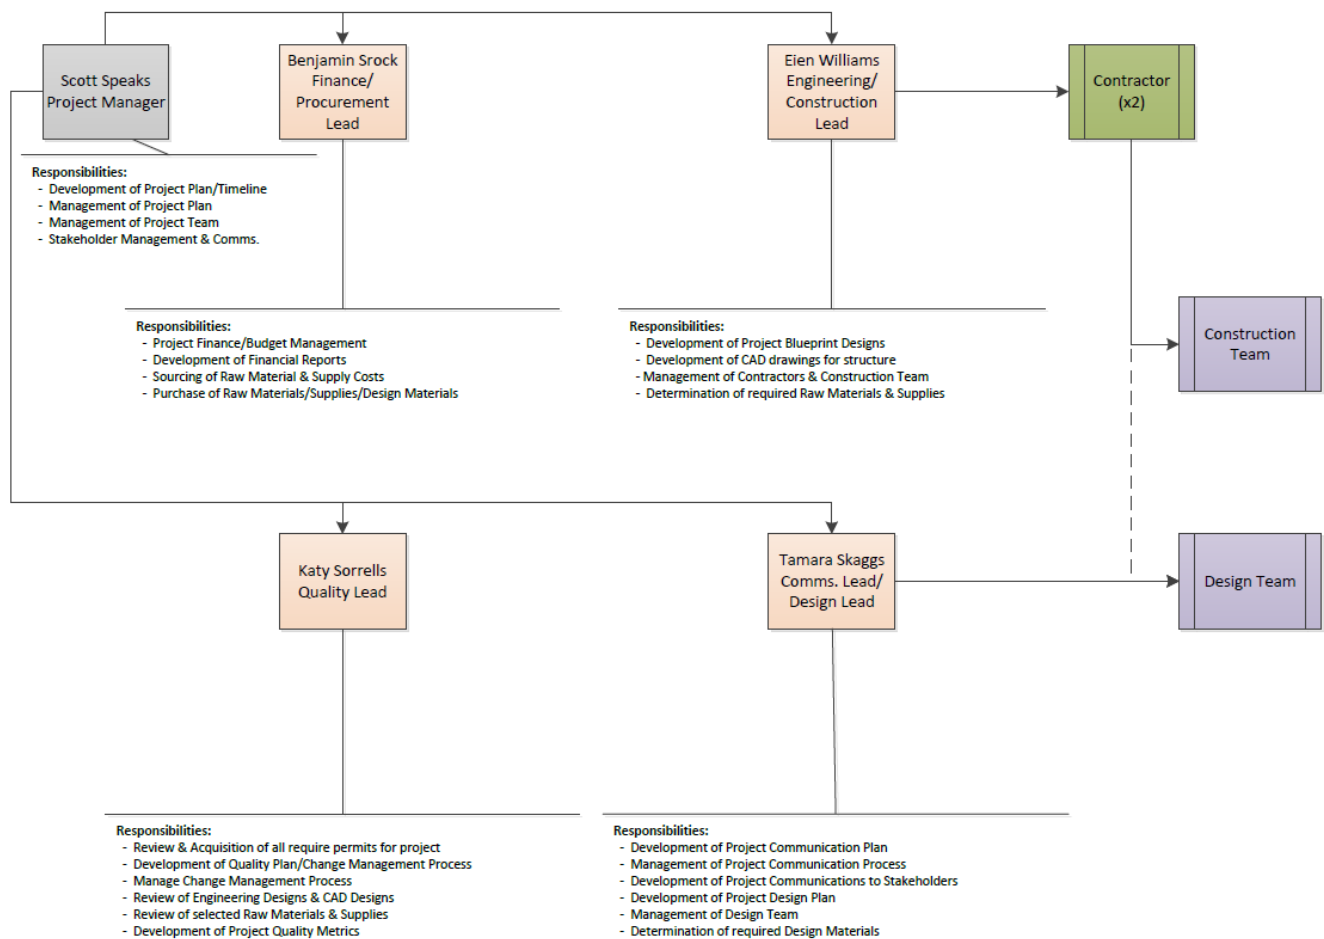 Scott Speaks
Project Manager
Benjamin Srock
Finance/
Procurement
Lead
Eien Williams
Engineering/
Construction
Lead
Contractor
(x2)
Responsibilities:
- Development of Project Plan/Timeline
- Management of Project Plan
- Management of Project Team
- Stakeholder Management & Comms.
Responsibilities:
- Project Finance/Budget Management
- Development of Financial Reports
- Sourcing of Raw Material & Supply Costs
- Purchase of Raw Materials/Supplies/Design Materials
Responsibilities:
- Development of Project Blueprint Designs
- Development of CAD drawings for structure
- Management of Contractors & Construction Team
- Determination of required Raw Materials & Supplies
Construction
Team
Katy Sorrells
Quality Lead
Tamara Skaggs
Comms. Lead/
Design Lead
Design Team
Responsibilities:
- Review & Acquisition of all require permits for project
- Development of Quality Plan/Change Management Process
- Manage Change Management Process
- Review of Engineering Designs & CAD Designs
- Review of selected Raw Materials & Supplies
- Development of Project Quality Metrics
Responsibilities:
- Development of Project Communication Plan
- Management of Project Communication Process
- Development of Project Communications to Stakeholders
- Development of Project Design Plan
- Management of Design Team
- Determination of required Design Materials